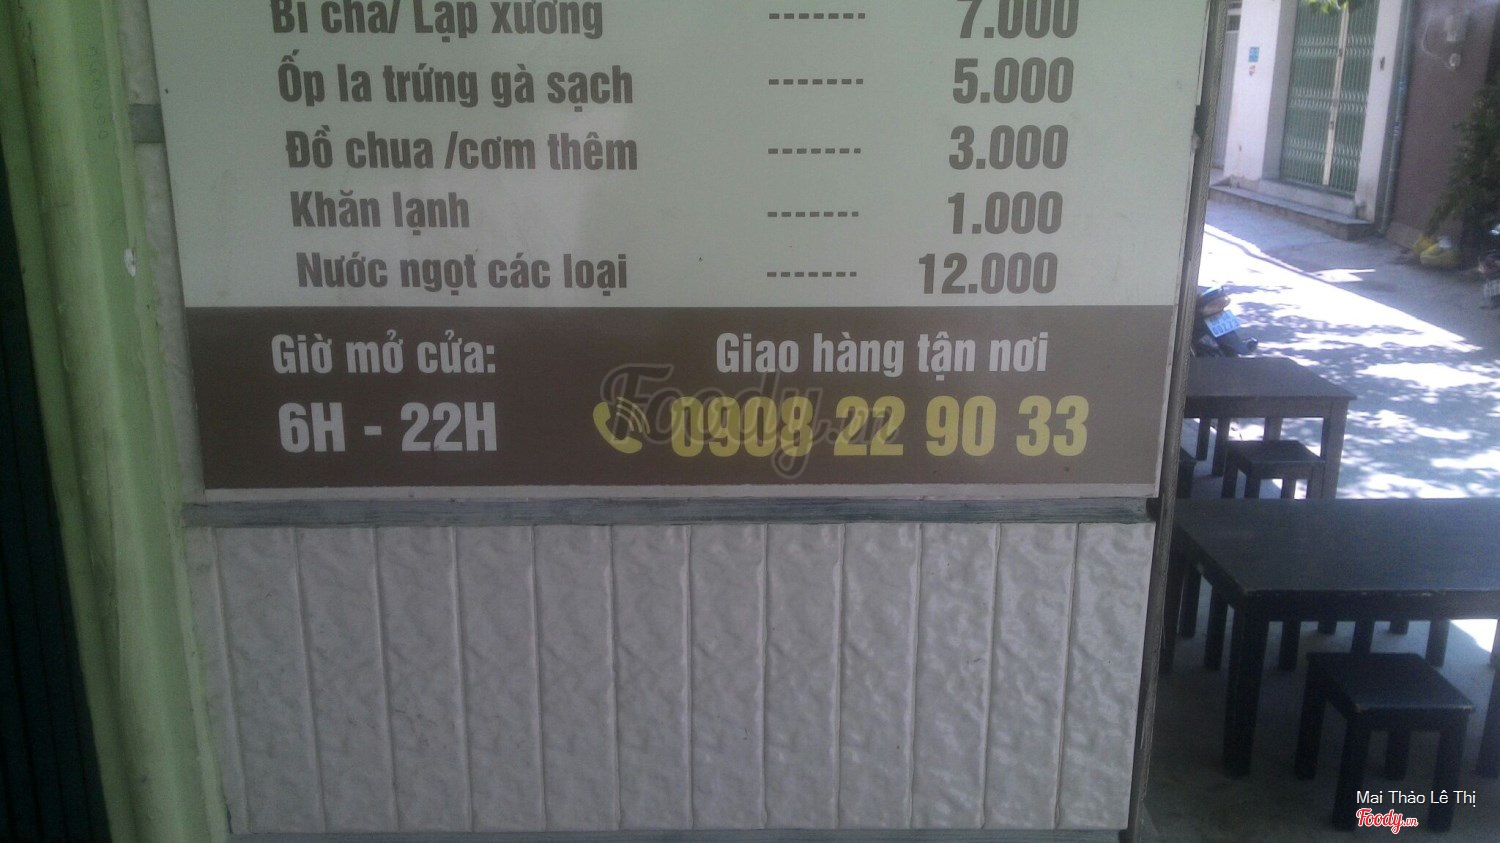 Bì chả/ Lạp xưởng ------- 7.000
Ốp la trứng gà sạch ------- 5.000
Đồ chua /cơm thêm ------- 3.000
Khăn lạnh ------- 1.000
Nước ngọt các loại ------- 12.000
Giờ mở cửa: Giao hàng tận nơi
6H - 22H 0908 22 90 33
Foody.vn
Mai Thảo Lê Thị
Foody.vn